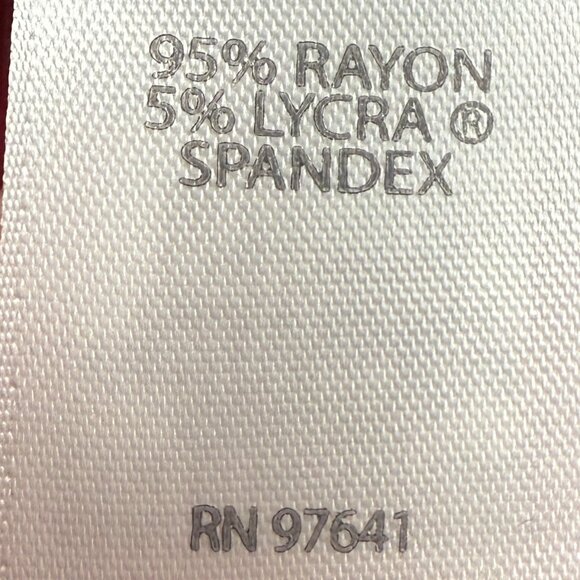 95% RAYON
5% LYCRA ®
SPANDEX
RN 97641